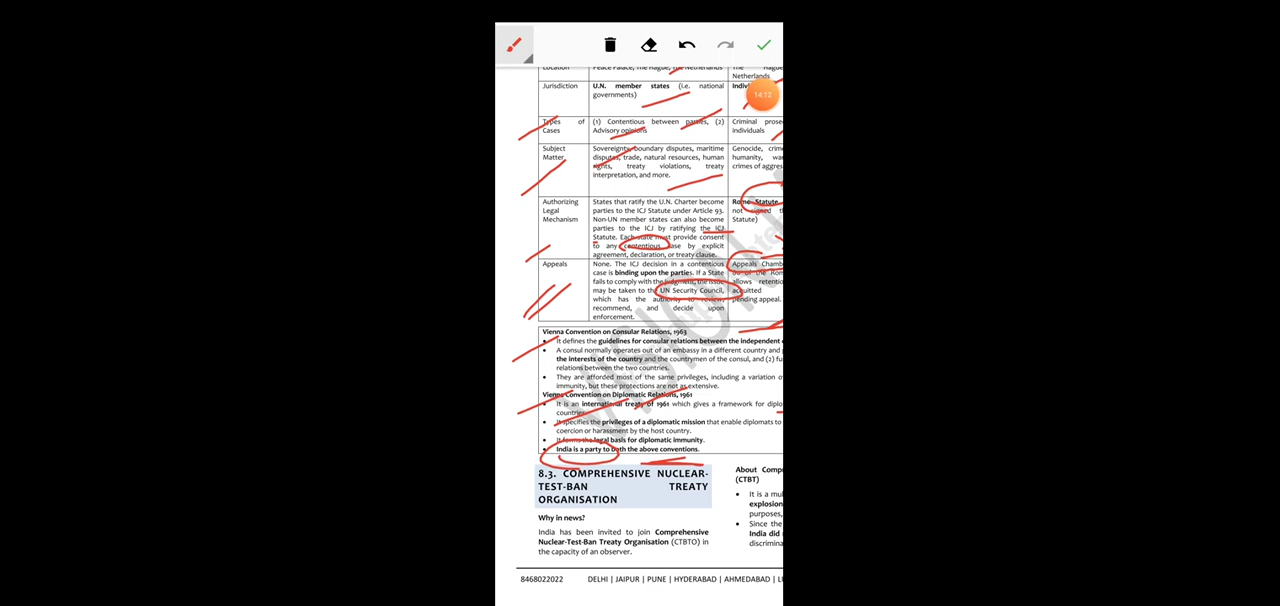 14:12
Location Peace Palace, The Hague, The Netherlands The Hague
Netherlands
Jurisdiction U.N. member states (i.e. national
governments)
Types of Cases (1) Contentious between parties, (2)
Advisory opinions
Criminal
individuals
Subject
Matter
Sovereignty, boundary disputes, maritime
disputes, trade, natural resources, human
rights, treaty violations, treaty
interpretation, and more.
Genocide,
humanity,
crimes of
Authorizing
Legal
Mechanism
States that ratify the U.N. Charter become
parties to the ICJ Statute under Article 93.
Non-UN member states can also become
parties to the ICJ by ratifying the ICJ
Statute. Each state must provide consent
to any contentious case by explicit
agreement, declaration, or treaty clause.
Rome Statute
not signed
Statute)
Appeals
None. The ICJ decision in a contentious
case is binding upon the parties. If a State
fails to comply with the judgment, the issue
may be taken to the UN Security Council,
which has the authority to review,
recommend, and decide upon
enforcement.
Appeals
of the
allows
acquitted
pending appeal.
Vienna Convention on Consular Relations, 1963
• It defines the guidelines for consular relations between the independent
• A consul normally operates out of an embassy in a different country and
the interests of the country and the countrymen of the consul, and (2)
relations between the two countries.
• They are afforded most of the same privileges, including a variation
immunity, but these protections are not as extensive.
Vienna Convention on Diplomatic Relations, 1961
• It is an international treaty of 1961 which gives a framework for
countries.
• It specifies the privileges of a diplomatic mission that enable diplomats to
coercion or harassment by the host country.
• It forms the legal basis for diplomatic immunity.
• India is a party to both the above conventions.
8.3. COMPREHENSIVE NUCLEAR-
TEST-BAN TREATY
ORGANISATION
Why in news?
India has been invited to join Comprehensive
Nuclear-Test-Ban Treaty Organisation (CTBTO) in
the capacity of an observer.
About
(CTBT)
• It is a
explosion
purposes,
• Since the
India did
8468022022 DELHI | JAIPUR | PUNE | HYDERABAD | AHMEDABAD |